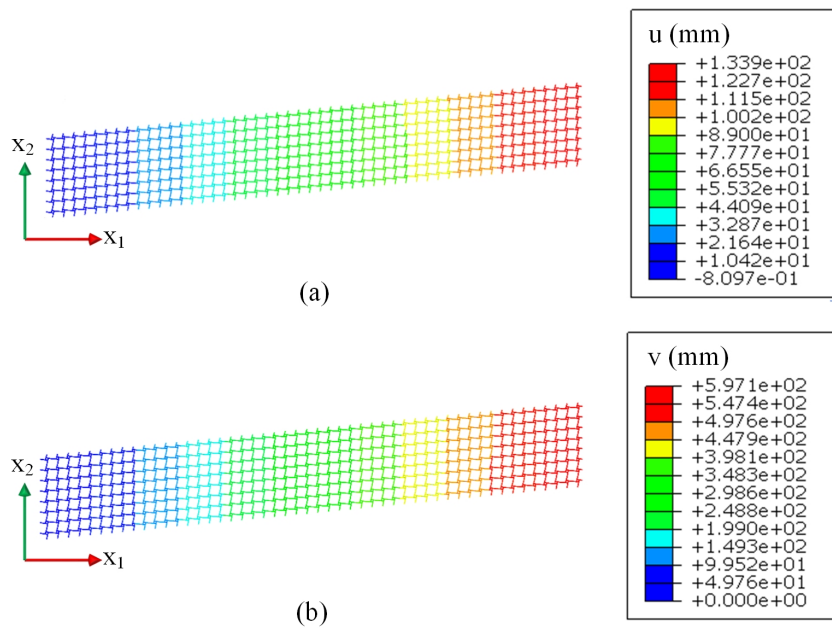 u (mm)
+1.339e+02
+1.227e+02
+1.115e+02
+1.002e+02
+8.900e+01
+7.777e+01
+6.655e+01
+5.532e+01
+4.409e+01
+3.287e+01
+2.164e+01
+1.042e+01
-8.097e-01
X2
X1
(a)
v (mm)
+5.971e+02
+5.474e+02
+4.976e+02
+4.479e+02
+3.981e+02
+3.483e+02
+2.986e+02
+2.488e+02
+1.990e+02
+1.493e+02
+9.952e+01
+4.976e+01
+0.000e+00
X2
X1
(b)